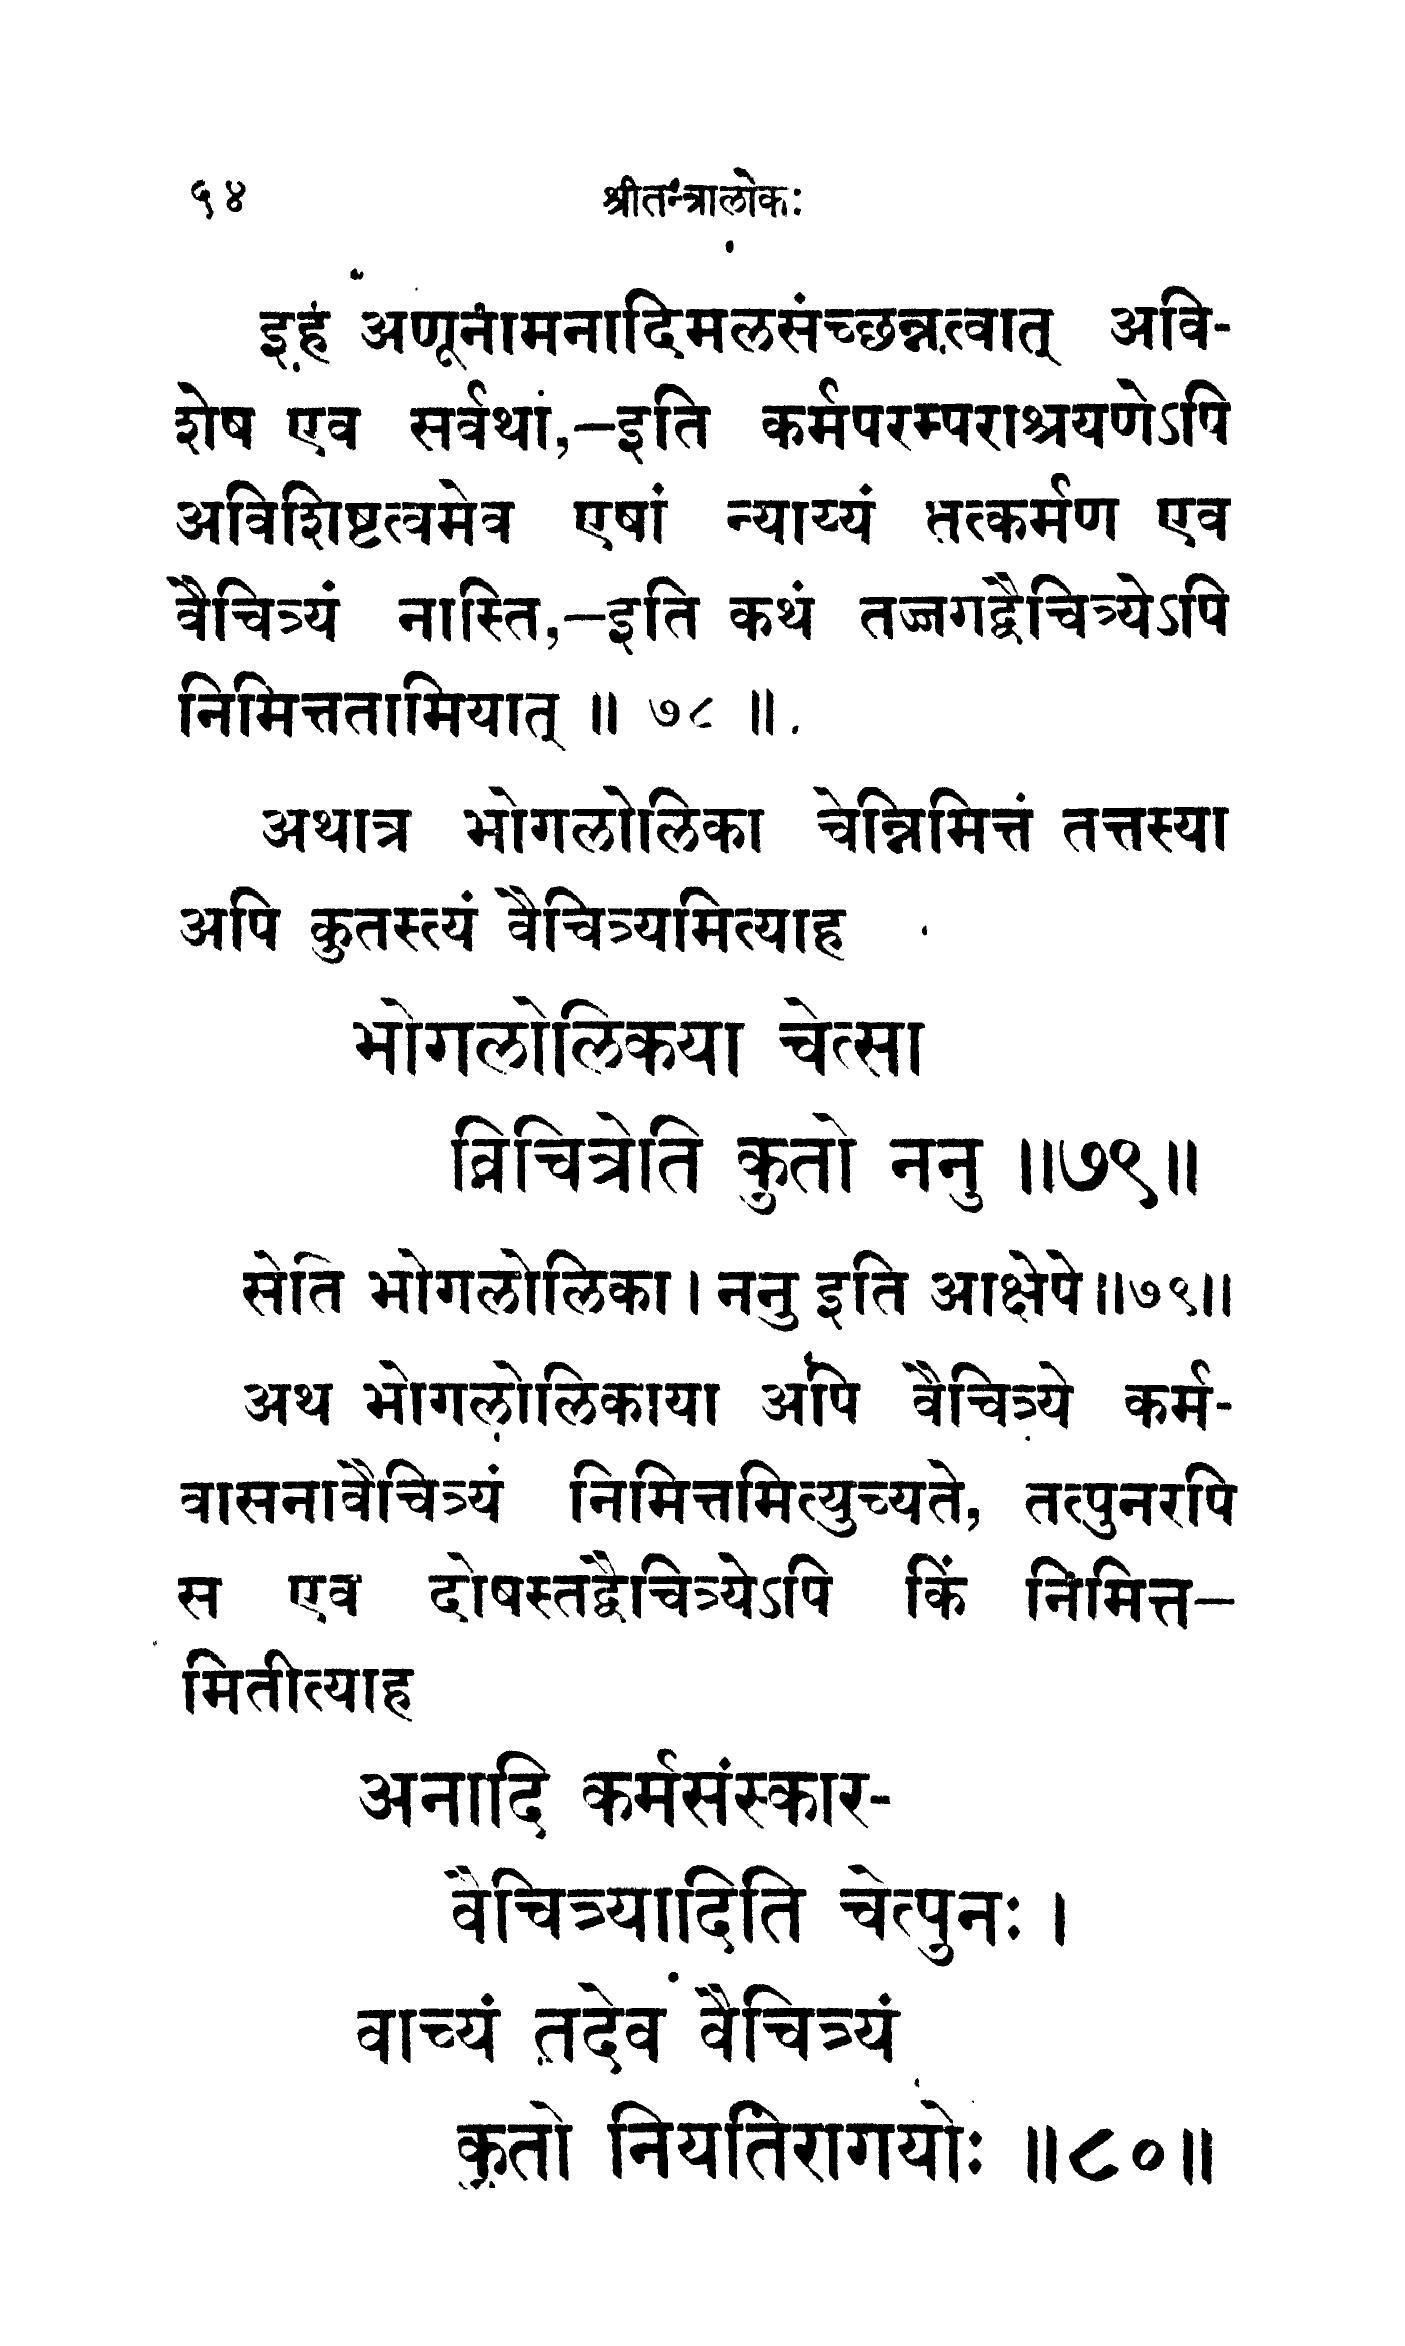 ६४ श्रीतन्त्रालोकः
इह अणूनामनादिमलसंच्छन्नत्वात् अवि-
शेष एव सर्वथा,—इति कर्मपरम्पराश्रयणेऽपि
अविशिष्टत्वमेव एषां न्याय्यं तत्कर्मण एव
वैचित्र्यं नास्ति,—इति कथं तज्जगद्वैचित्र्येऽपि
निमित्ततामियात् ॥ ७८ ॥
अथात्र भोगलोलिका चेन्निमित्तं तत्तस्या
अपि कुतस्त्यं वैचित्र्यमित्याह
भोगलोलिकया चेत्सा
विचित्रेति कुतो ननु ॥७९॥
सेति भोगलोलिका। ननु इति आक्षेपे॥७९॥
अथ भोगलोलिकाया अपि वैचित्र्ये कर्म-
वासनावैचित्र्यं निमित्तमित्युच्यते, तत्पुनरपि
स एव दोषस्तद्वैचित्र्येऽपि किं निमित्त—
मितीत्याह
अनादि कर्मसंस्कार-
वैचित्र्यादिति चेत्पुनः।
वाच्यं तदेव वैचित्र्यं
कुतो नियतिरागयोः ॥८०॥